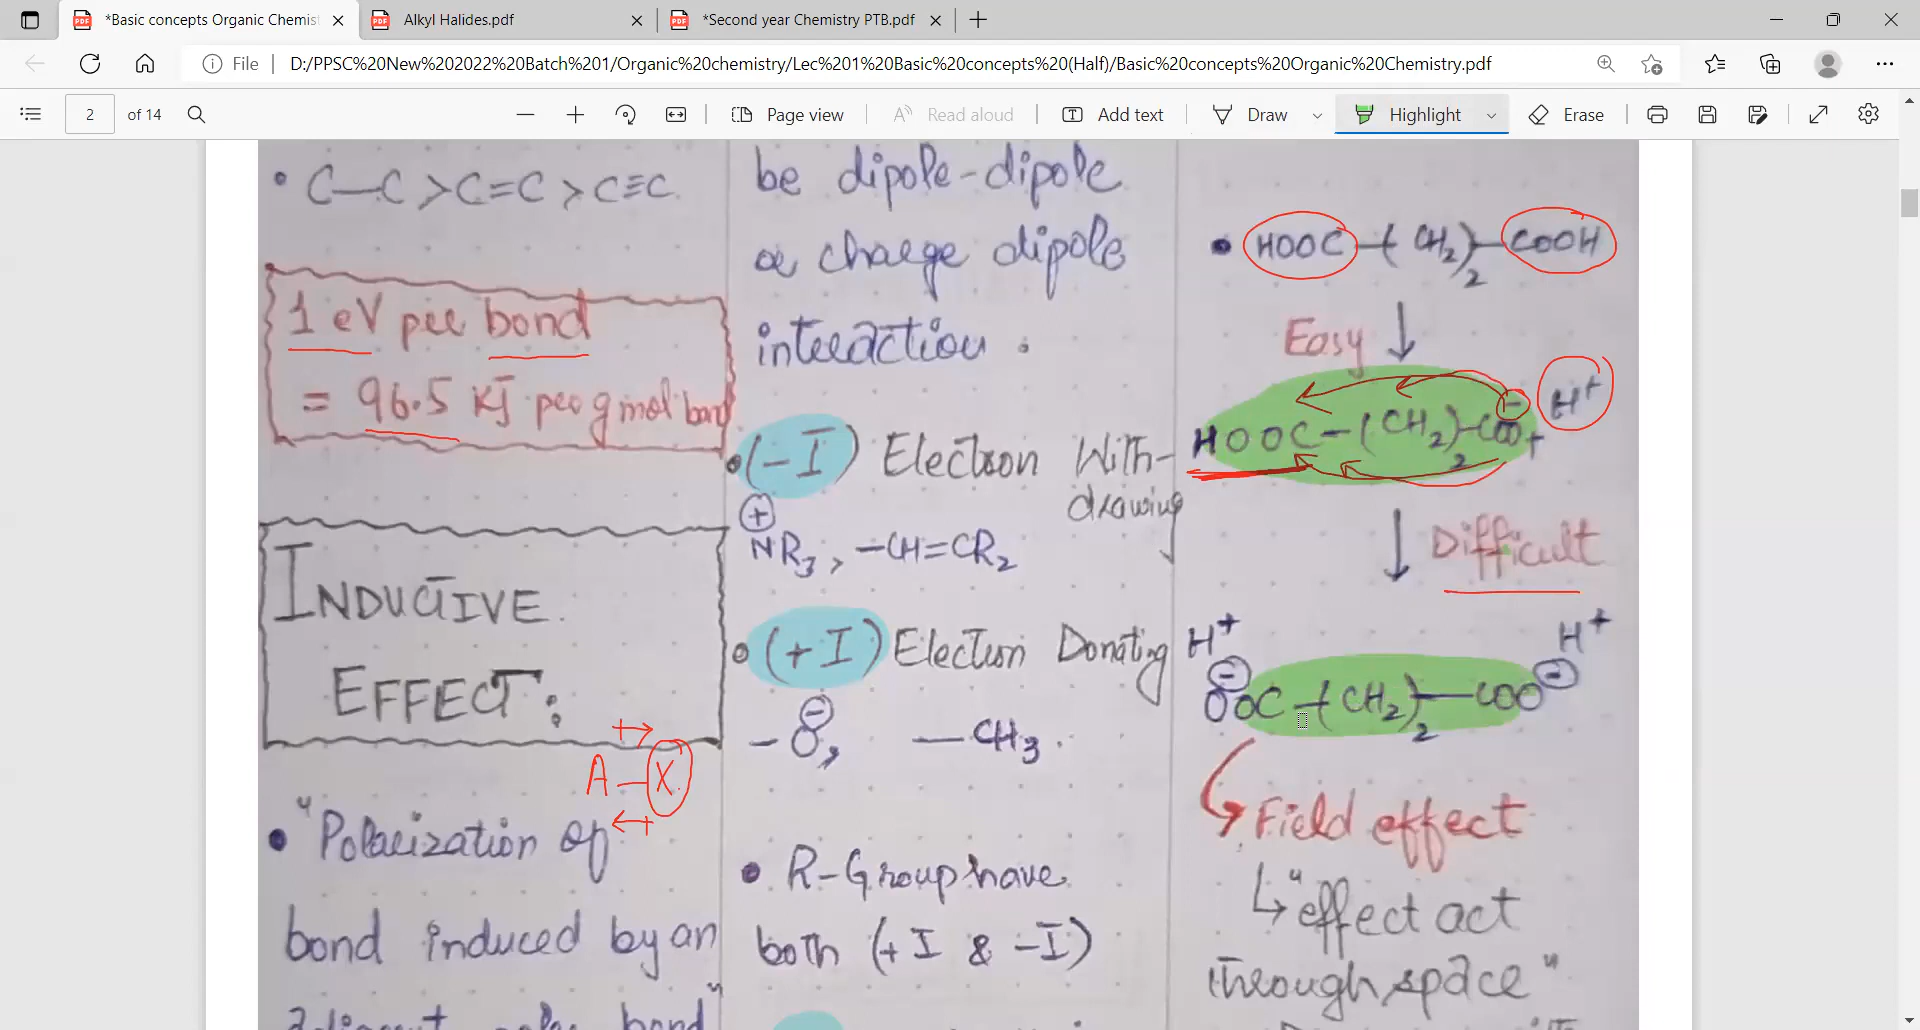 *Basic concepts Organic Chemist
Alkyl Halides.pdf
*Second year Chemistry PTB.pdf
File
D:/PPSC%20New%202022%20Batch%201/Organic%20chemistry/Lec%201%20Basic%20concepts%20(Half)/Basic%20concepts%20Organic%20Chemistry.pdf
2 of 14
Page view
Read aloud
Add text
Draw
Highlight
Erase
• C—C > C=C > C≡C.
1 eV per bond
= 96.5 KJ per g mol bond
INDUCTIVE
EFFECT:
A—X
• "Polarization of
bond induced by an
adjacent polar bond"
be dipole-dipole
or charge dipole
interaction.
• (-I) Electron With-
drawing
⊕
NR3, —CH=CR2
• (+I) Electron Donating
⊖
-O, —CH3.
• R-Group have
both (+I & -I)
• HOOC-(CH2)2-COOH
Easy ↓
HOOC-(CH2)2-COO⊖ + H+
↓ Difficult
H+ H+
⊖OOC-(CH2)2-COO⊖
Field effect
↳ "effect act
through space"